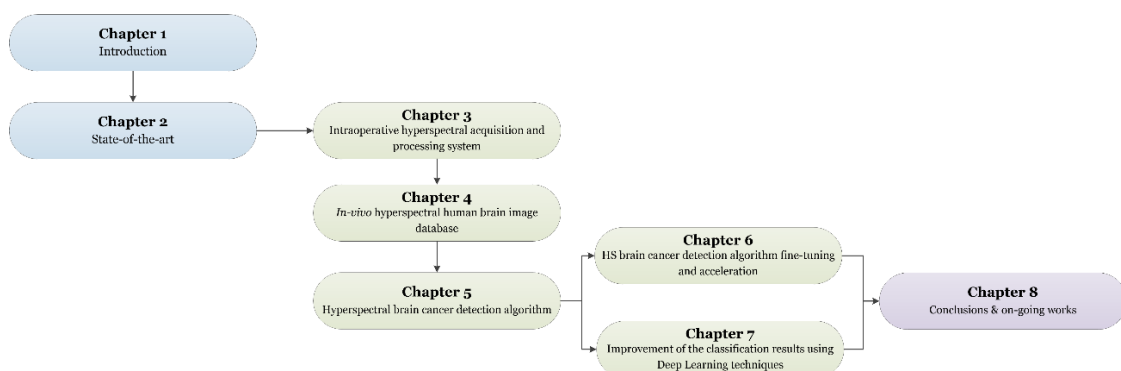 Chapter 1
Introduction
Chapter 2
State-of-the-art
Chapter 3
Intraoperative hyperspectral acquisition and
processing system
Chapter 4
In-vivo hyperspectral human brain image
database
Chapter 5
Hyperspectral brain cancer detection algorithm
Chapter 6
HS brain cancer detection algorithm fine-tuning
and acceleration
Chapter 7
Improvement of the classification results using
Deep Learning techniques
Chapter 8
Conclusions & on-going works